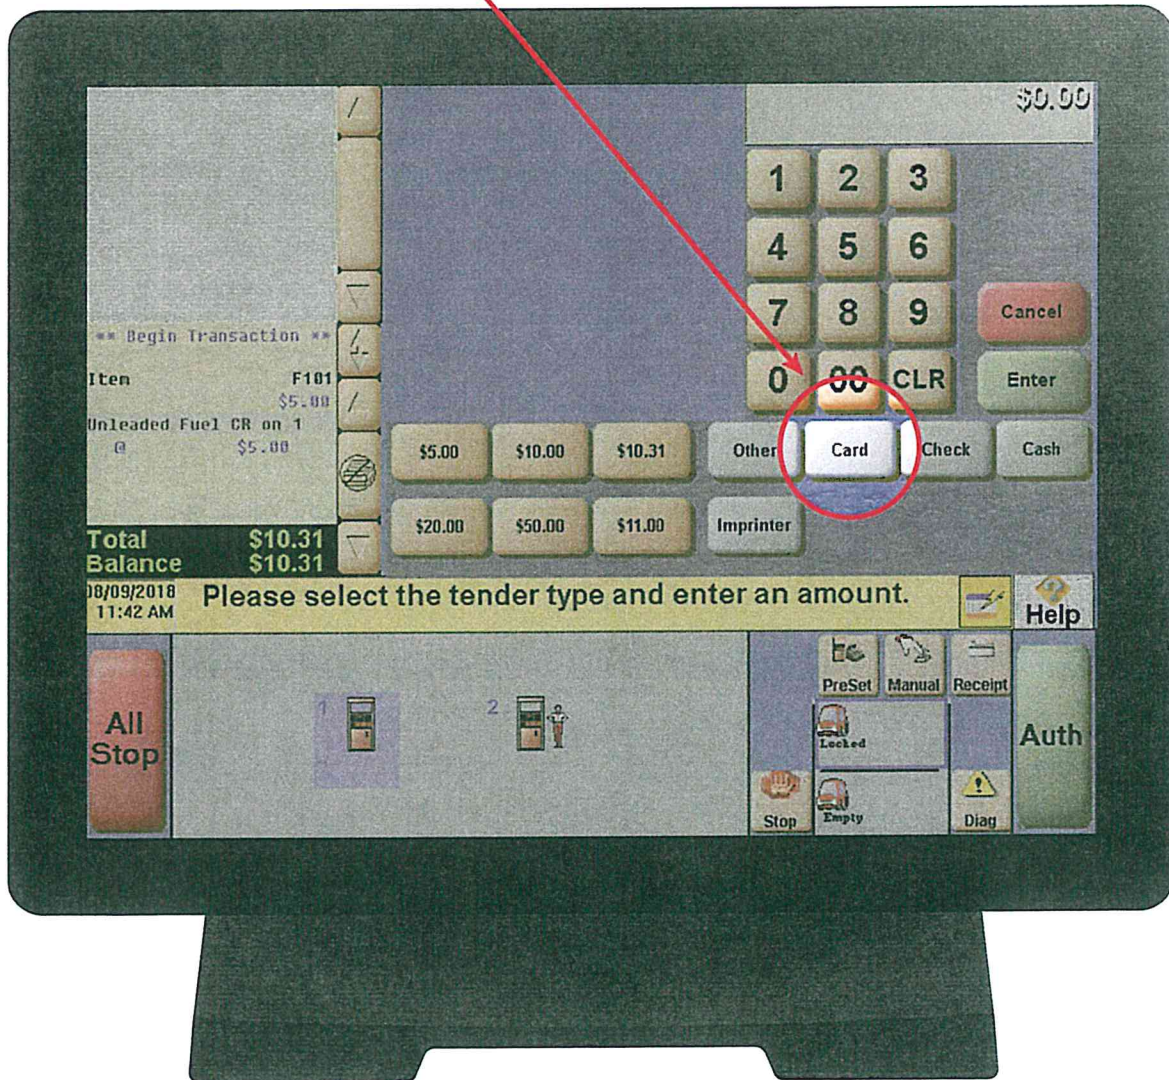 $0.00
1 2 3
4 5 6
7 8 9
Cancel
0 00 CLR
Enter
** Begin Transaction **
Item F101
$5.00
Unleaded Fuel CR on 1
@ $5.00
Total $10.31
Balance $10.31
$5.00 $10.00 $10.31 Other Card Check Cash
$20.00 $50.00 $11.00 Imprinter
08/09/2018
11:42 AM
Please select the tender type and enter an amount.
Help
All
Stop
1 2
PreSet Manual Receipt
Locked
Empty
Stop
Diag
Auth